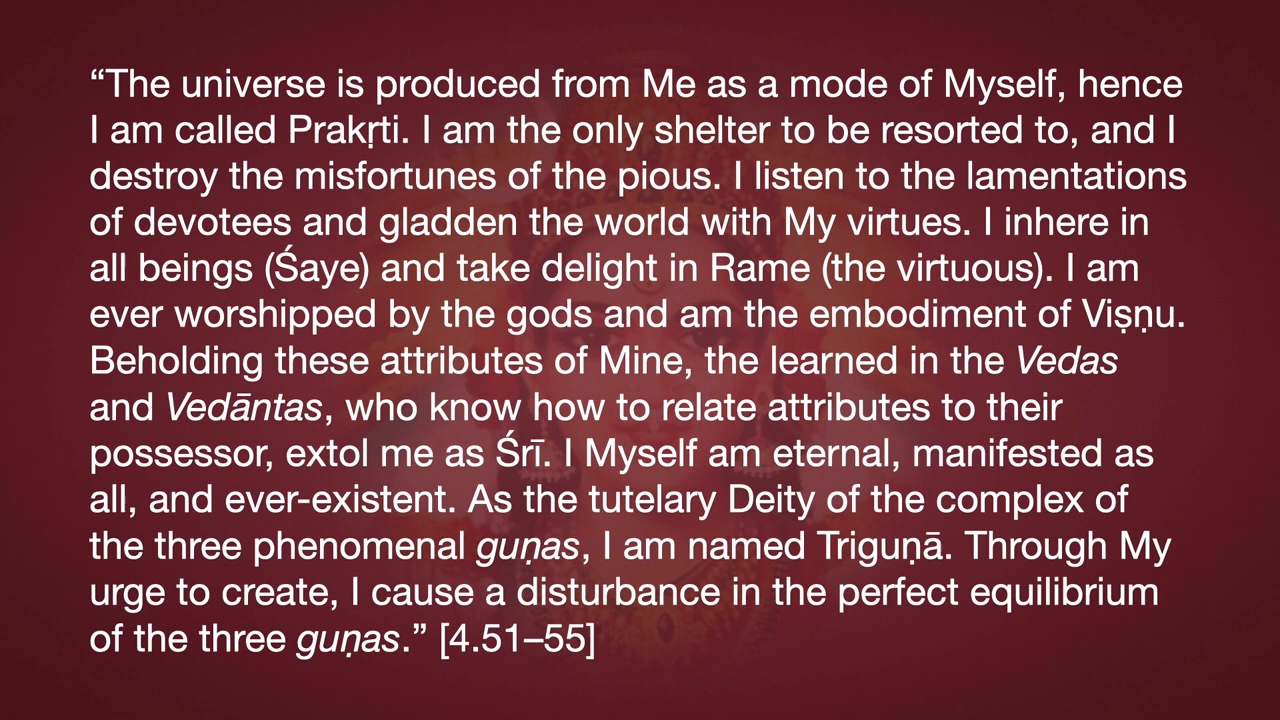 “The universe is produced from Me as a mode of Myself, hence
I am called Prakṛti. I am the only shelter to be resorted to, and I
destroy the misfortunes of the pious. I listen to the lamentations
of devotees and gladden the world with My virtues. I inhere in
all beings (Śaye) and take delight in Rame (the virtuous). I am
ever worshipped by the gods and am the embodiment of Viṣṇu.
Beholding these attributes of Mine, the learned in the Vedas
and Vedāntas, who know how to relate attributes to their
possessor, extol me as Śrī. I Myself am eternal, manifested as
all, and ever-existent. As the tutelary Deity of the complex of
the three phenomenal guṇas, I am named Triguṇā. Through My
urge to create, I cause a disturbance in the perfect equilibrium
of the three guṇas.” [4.51–55]